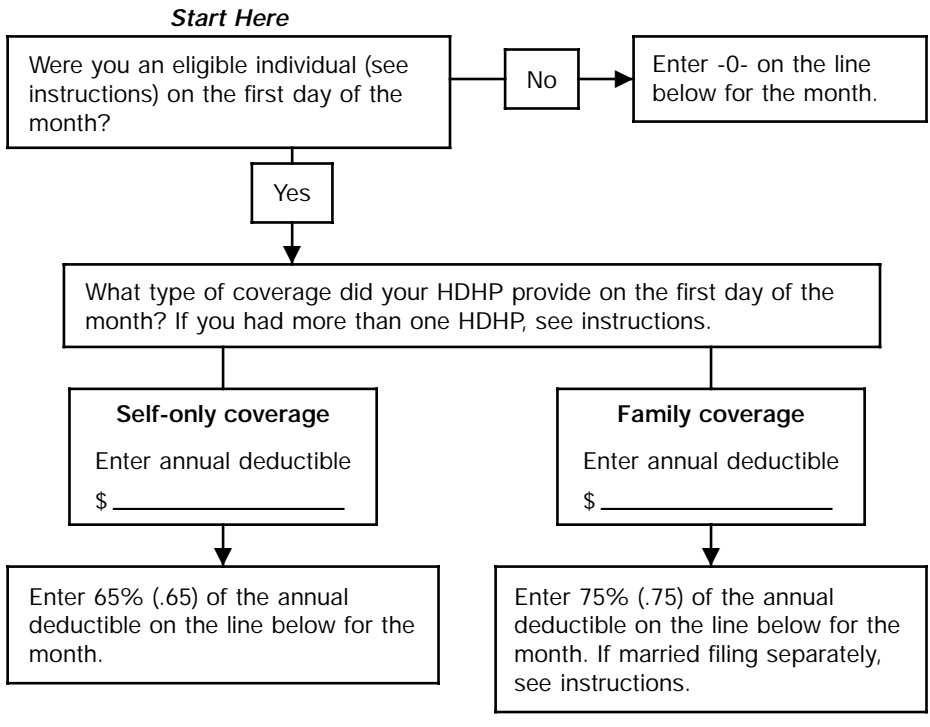 Start Here
Were you an eligible individual (see
instructions) on the first day of the
month?
No
Enter -0- on the line
below for the month.
Yes
What type of coverage did your HDHP provide on the first day of the
month? If you had more than one HDHP, see instructions.
Self-only coverage
Enter annual deductible
$
Family coverage
Enter annual deductible
$
Enter 65% (.65) of the annual
deductible on the line below for the
month.
Enter 75% (.75) of the annual
deductible on the line below for the
month. If married filing separately,
see instructions.